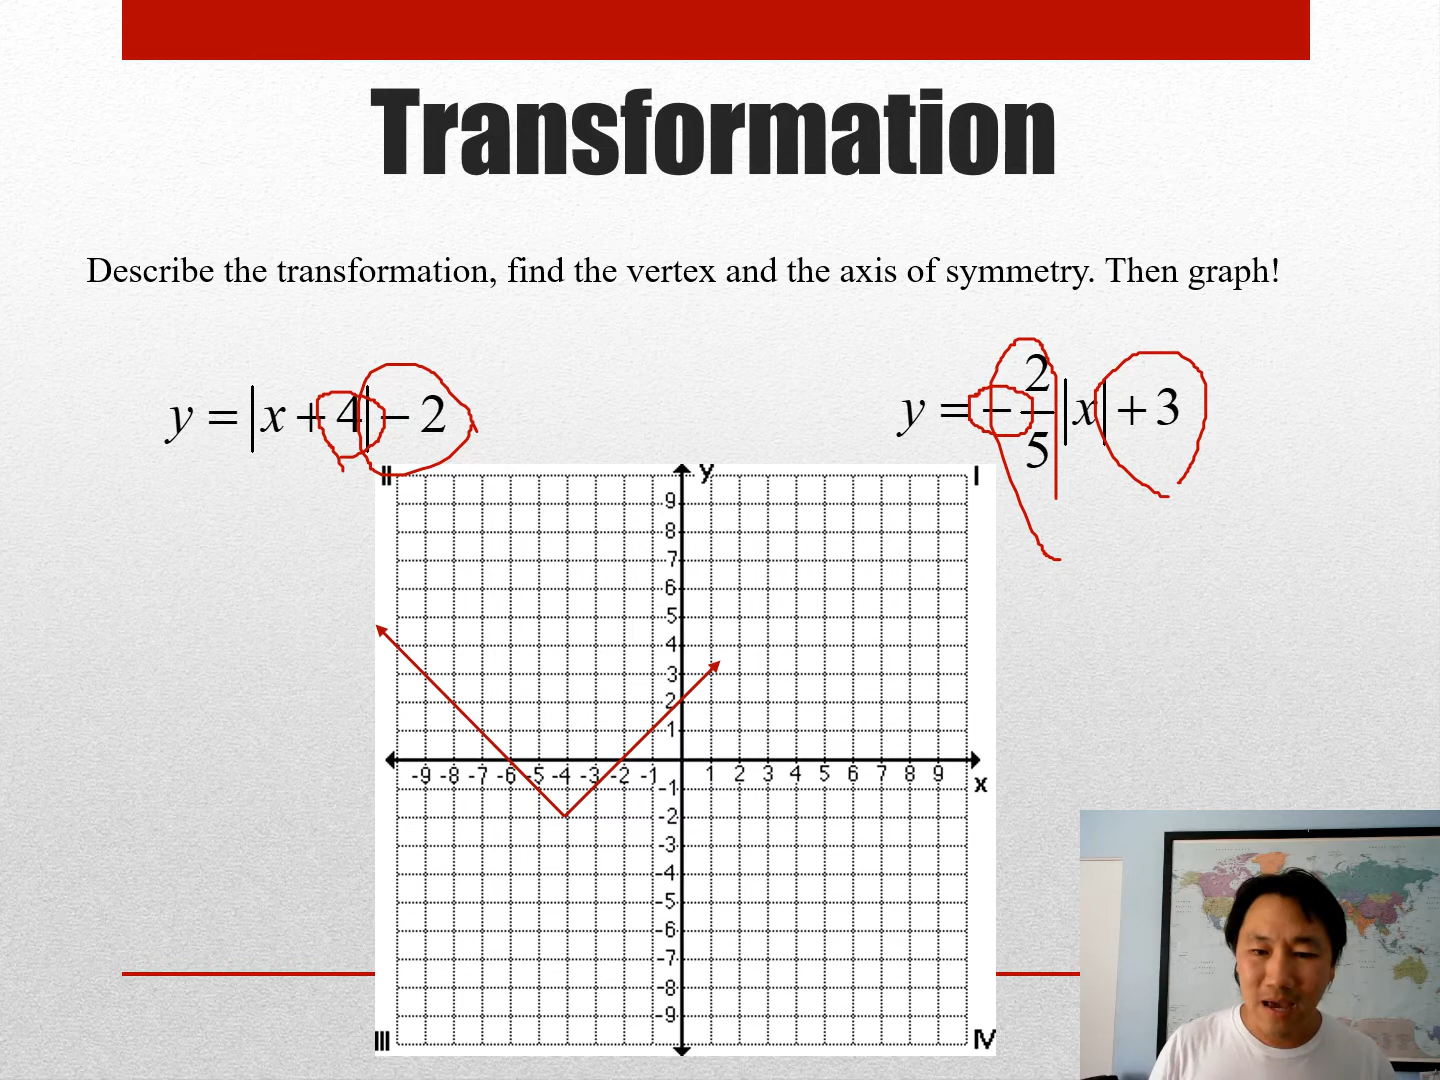 Transformation
Describe the transformation, find the vertex and the axis of symmetry. Then graph!
y = |x + 4| − 2
y = −2/5|x| + 3
II y I
9
8
7
6
5
4
3
2
1
-9 -8 -7 -6 -5 -4 -3 -2 -1 1 2 3 4 5 6 7 8 9
x
-1
-2
-3
-4
-5
-6
-7
-8
-9
III IV